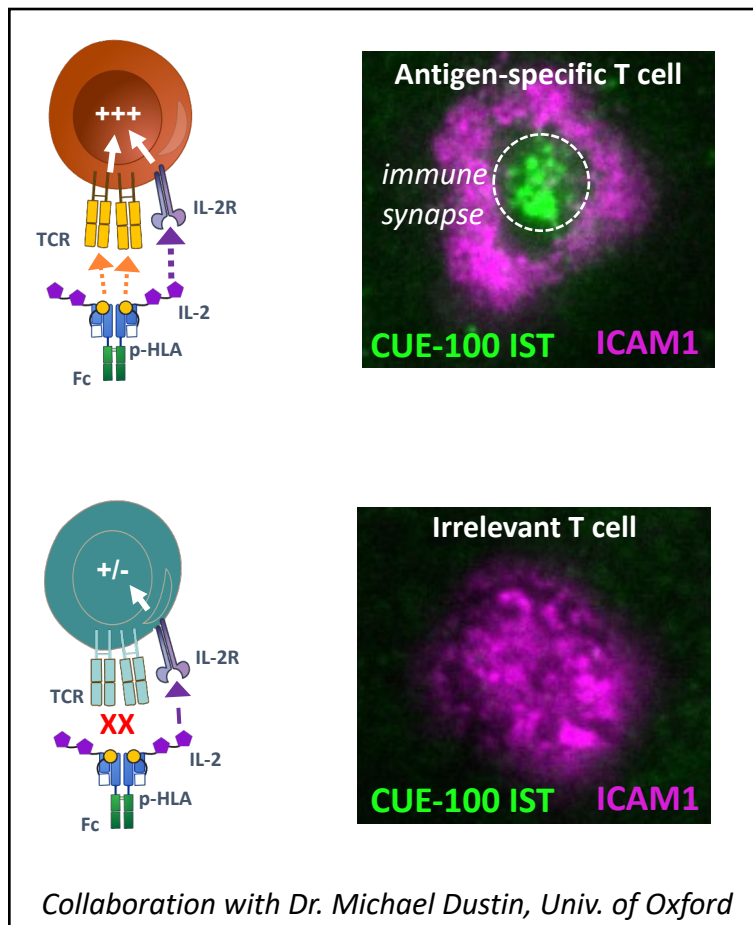 +++
IL-2R
TCR
IL-2
p-HLA
Fc
Antigen-specific T cell
immune
synapse
CUE-100 IST
ICAM1
+/-
IL-2R
TCR
XX
IL-2
p-HLA
Fc
Irrelevant T cell
CUE-100 IST
ICAM1
Collaboration with Dr. Michael Dustin, Univ. of Oxford